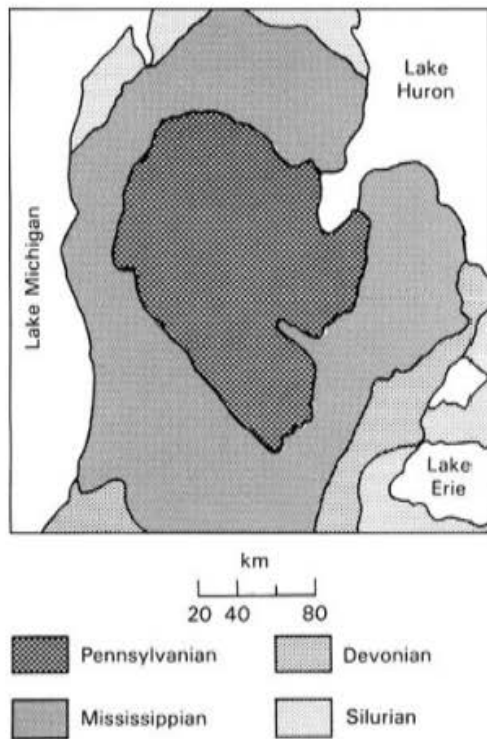 Lake
Huron
Lake Michigan
Lake
Erie
km
20 40 80
Pennsylvanian
Devonian
Mississippian
Silurian